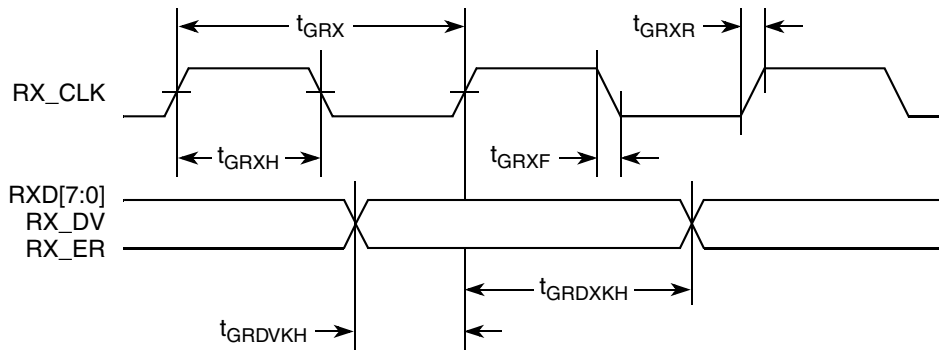 tGRX
tGRXR
RX_CLK
tGRXH
tGRXF
RXD[7:0]
RX_DV
RX_ER
tGRDXKH
tGRDVKH